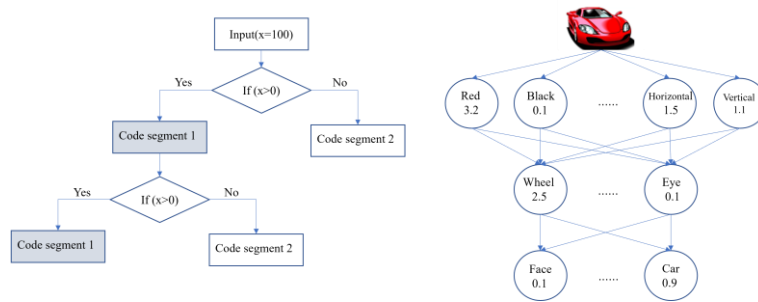 Input(x=100)
Yes
If (x>0)
No
Code segment 1
Code segment 2
Yes
If (x>0)
No
Code segment 1
Code segment 2
Red
3.2
Black
0.1
......
Horizontal
1.5
Vertical
1.1
Wheel
2.5
......
Eye
0.1
Face
0.1
......
Car
0.9